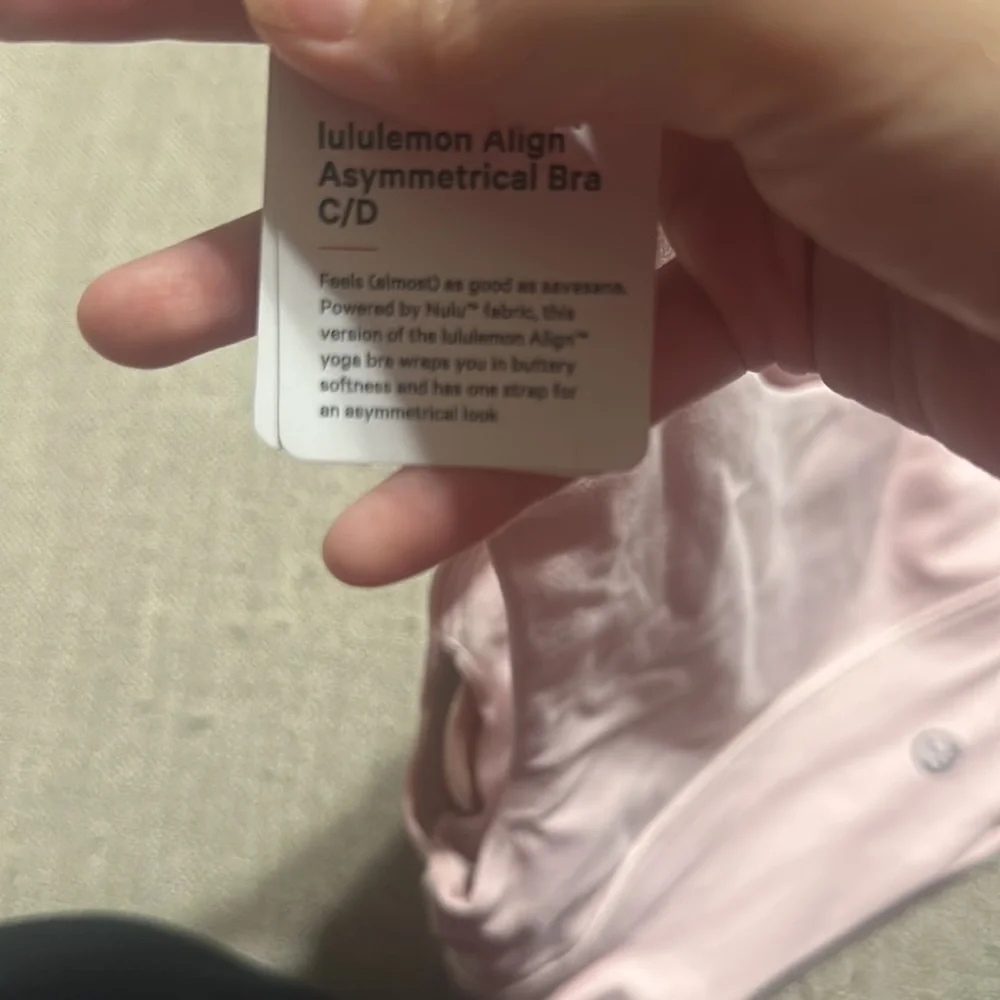 lululemon Align
Asymmetrical Bra
C/D
Feels (almost) as good as savasana.
Powered by Nulu™ fabric, this
version of the lululemon Align™
yoga bra wraps you in buttery
softness and has one strap for
an asymmetrical look